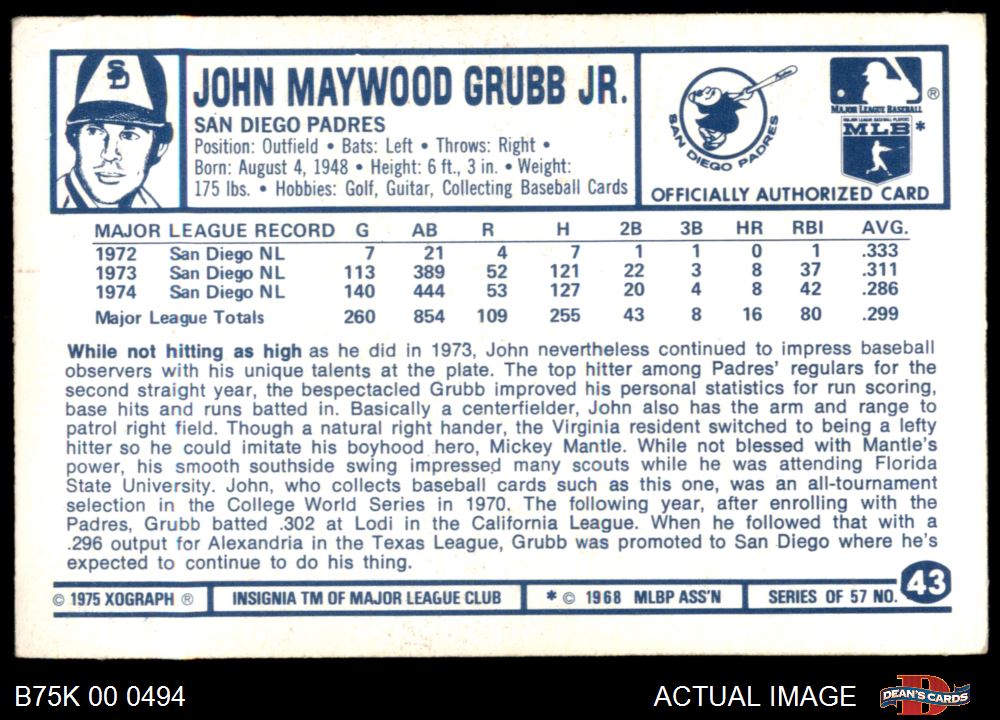 SD
JOHN MAYWOOD GRUBB JR.
SAN DIEGO PADRES
Position: Outfield • Bats: Left • Throws: Right •
Born: August 4, 1948 • Height: 6 ft., 3 in. • Weight:
175 lbs. • Hobbies: Golf, Guitar, Collecting Baseball Cards
SAN DIEGO PADRES
MAJOR LEAGUE BASEBALL ®
MAJOR LEAGUE BASEBALL PLAYERS
MLB *
OFFICIALLY AUTHORIZED CARD
MAJOR LEAGUE RECORD G AB R H 2B 3B HR RBI AVG.
1972 San Diego NL 7 21 4 7 1 1 0 1 .333
1973 San Diego NL 113 389 52 121 22 3 8 37 .311
1974 San Diego NL 140 444 53 127 20 4 8 42 .286
Major League Totals 260 854 109 255 43 8 16 80 .299
While not hitting as high as he did in 1973, John nevertheless continued to impress baseball
observers with his unique talents at the plate. The top hitter among Padres' regulars for the
second straight year, the bespectacled Grubb improved his personal statistics for run scoring,
base hits and runs batted in. Basically a centerfielder, John also has the arm and range to
patrol right field. Though a natural right hander, the Virginia resident switched to being a lefty
hitter so he could imitate his boyhood hero, Mickey Mantle. While not blessed with Mantle's
power, his smooth southside swing impressed many scouts while he was attending Florida
State University. John, who collects baseball cards such as this one, was an all-tournament
selection in the College World Series in 1970. The following year, after enrolling with the
Padres, Grubb batted .302 at Lodi in the California League. When he followed that with a
.296 output for Alexandria in the Texas League, Grubb was promoted to San Diego where he's
expected to continue to do his thing.
© 1975 XOGRAPH ® INSIGNIA TM OF MAJOR LEAGUE CLUB * © 1968 MLBP ASS'N SERIES OF 57 NO. 43
B75K 00 0494 ACTUAL IMAGE DEAN'S CARDS